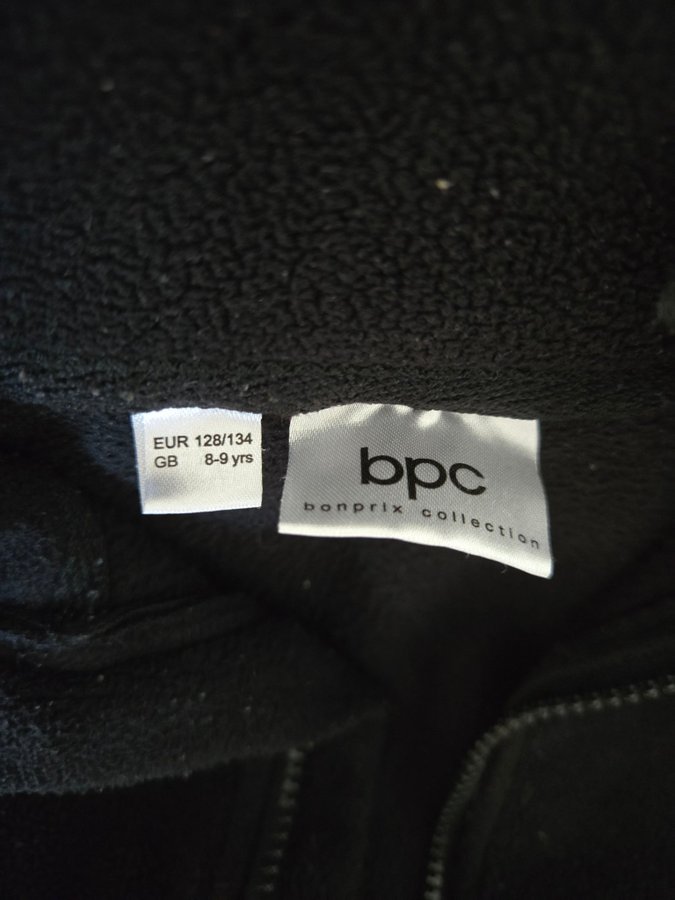 EUR 128/134
GB 8-9 yrs
bpc
bonprix collection